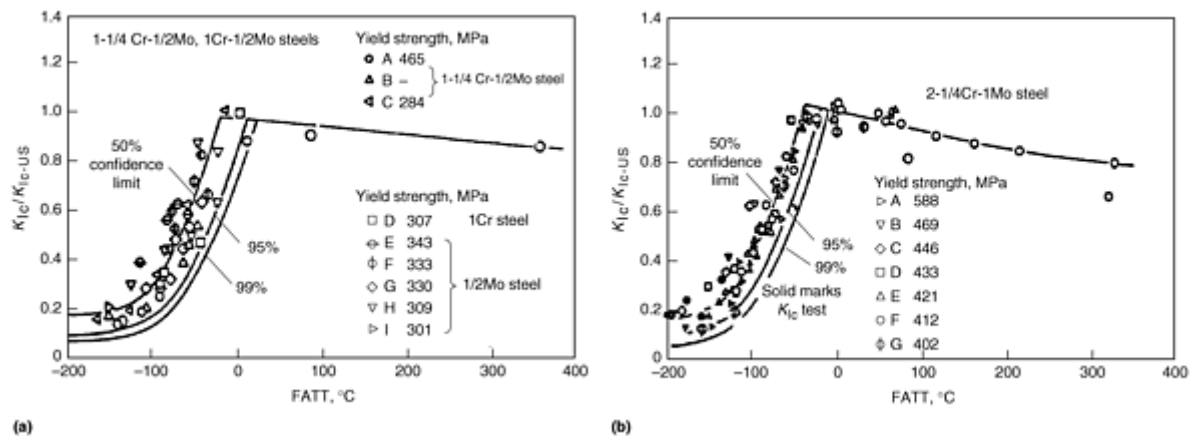 1-1/4 Cr-1/2Mo, 1Cr-1/2Mo steels
Yield strength, MPa
A 465
B –
C 284
1-1/4 Cr-1/2Mo steel
50%
confidence
limit
95%
99%
Yield strength, MPa
D 307
1Cr steel
E 343
F 333
G 330
H 309
I 301
1/2Mo steel
KIc/KIc-US
1.4
1.2
1.0
0.8
0.6
0.4
0.2
0
−200 −100 0 100 200 300 400
FATT, °C
(a)
2-1/4Cr-1Mo steel
50%
confidence
limit
95%
99%
Solid marks
KIc test
Yield strength, MPa
A 588
B 469
C 446
D 433
E 421
F 412
G 402
KIc/KIc-US
1.4
1.2
1.0
0.8
0.6
0.4
0.2
0
−200 −100 0 100 200 300 400
FATT, °C
(b)